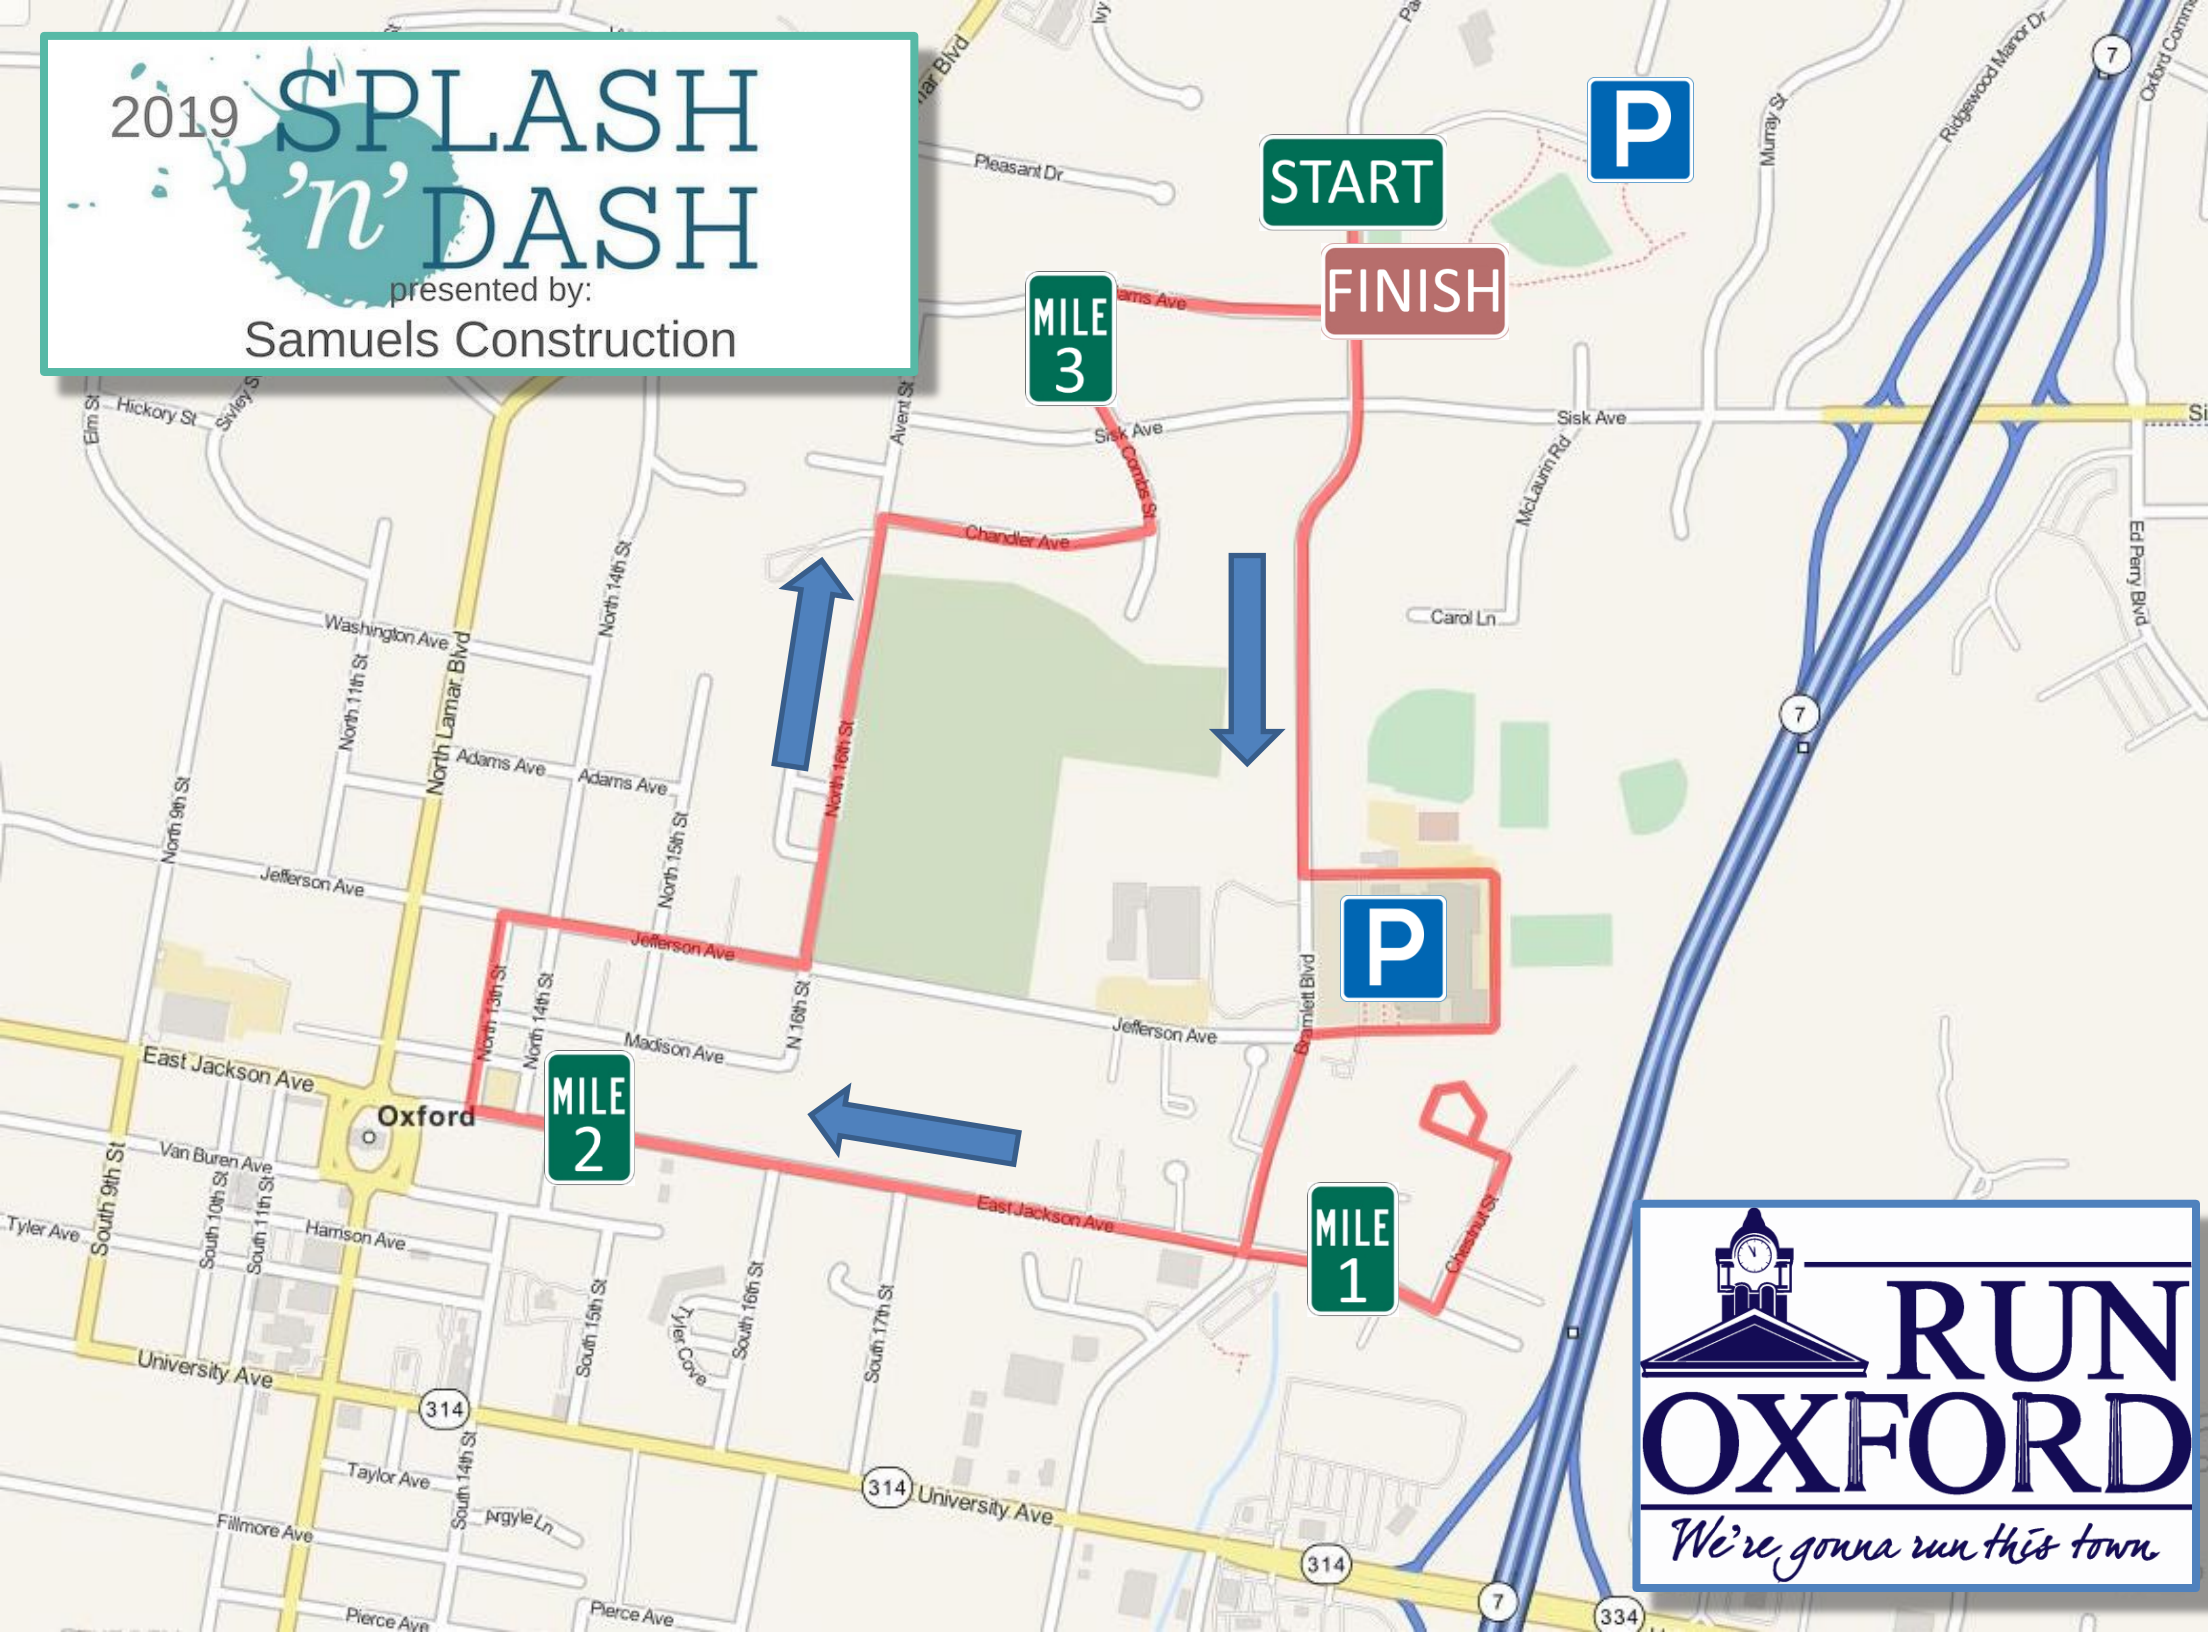 2019 SPLASH
'n' DASH
presented by:
Samuels Construction
Pleasant Dr
Murray St
Ridgewood Manor Dr
7
P
START
FINISH
MILE
3
Elm St
Hickory St
Avent St
Sisk Ave
Sisk Ave
Combs St
McLaurin Rd
Chandler Ave
Carol Ln
Ed Perry Blvd
Washington Ave
North 14th St
North 11th St
North Lamar Blvd
7
Adams Ave
Adams Ave
North 9th St
North 16th St
North 15th St
Jefferson Ave
Jefferson Ave
P
North 13th St
North 14th St
N 16th St
Madison Ave
Jefferson Ave
Bramlett Blvd
East Jackson Ave
Oxford
MILE
2
Van Buren Ave
South 9th St
South 10th St
South 11th St
Tyler Ave
Harrison Ave
East Jackson Ave
MILE
1
Chestnut St
South 15th St
Tyler Cove
South 16th St
South 17th St
University Ave
314
Taylor Ave
South 14th St
314
University Ave
Argyle Ln
Fillmore Ave
314
7
334
Pierce Ave
Pierce Ave
RUN
OXFORD
We're gonna run this town.